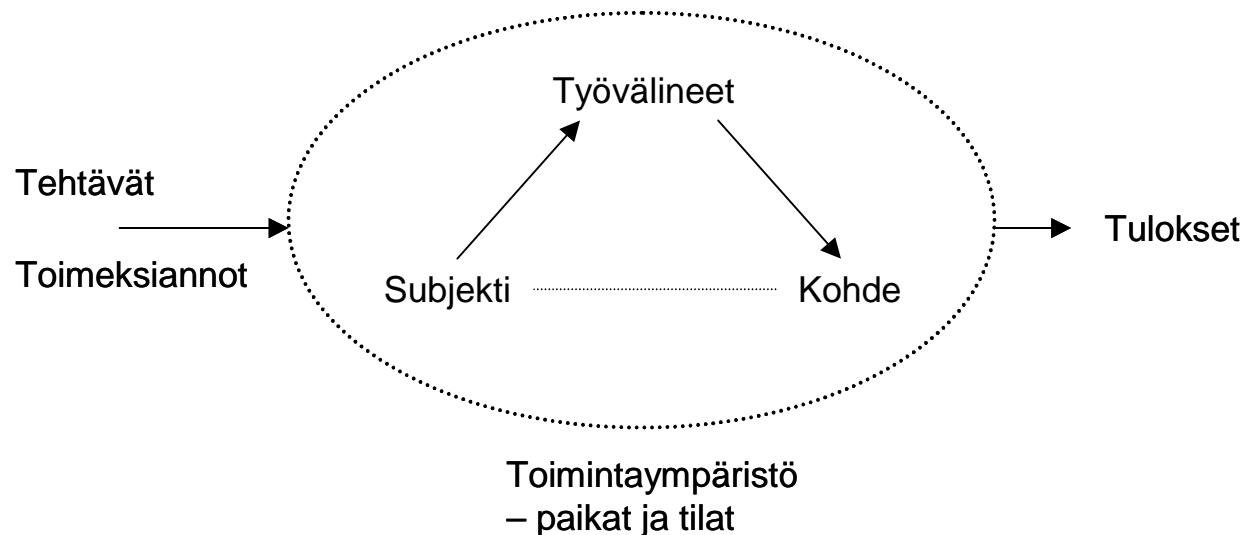 Työvälineet
Tehtävät
Toimeksiannot
Subjekti
Kohde
Tulokset
Toimintaympäristö
– paikat ja tilat